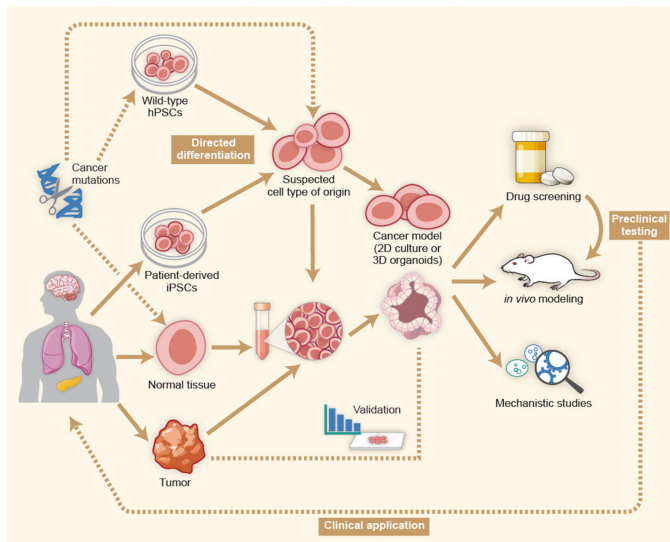 Wild-type
hPSCs
Directed
differentiation
Cancer
mutations
Suspected
cell type of origin
Drug screening
Preclinical
testing
Cancer model
(2D culture or
3D organoids)
Patient-derived
iPSCs
in vivo modeling
Normal tissue
Mechanistic studies
Validation
Tumor
Clinical application